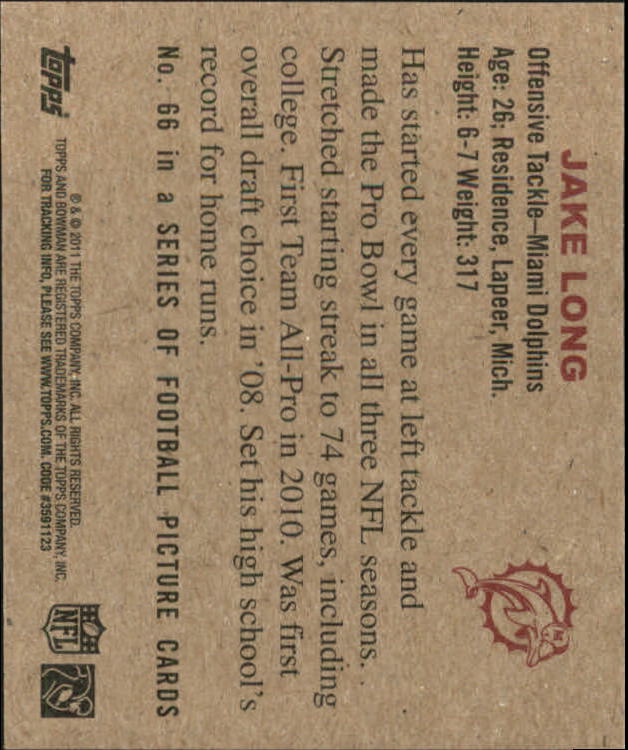 JAKE LONG
Offensive Tackle–Miami Dolphins
Age: 26; Residence, Lapeer, Mich.
Height: 6-7 Weight: 317
Has started every game at left tackle and
made the Pro Bowl in all three NFL seasons.
Stretched starting streak to 74 games, including
college. First Team All-Pro in 2010. Was first
overall draft choice in '08. Set his high school's
record for home runs.
No. 66 in a SERIES OF FOOTBALL PICTURE CARDS
topps
® & © 2011 THE TOPPS COMPANY, INC. ALL RIGHTS RESERVED.
TOPPS AND BOWMAN ARE REGISTERED TRADEMARKS OF THE TOPPS COMPANY, INC.
FOR TRACKING INFO, PLEASE SEE WWW.TOPPS.COM. CODE #3591123
NFL